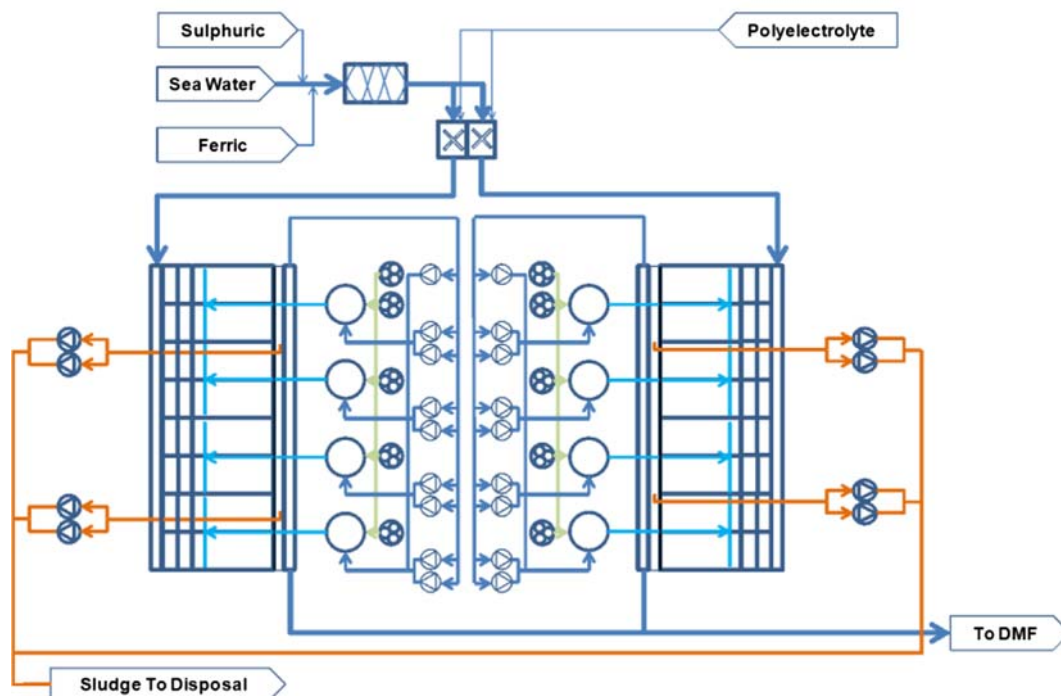 Sulphuric
Polyelectrolyte
Sea Water
Ferric
To DMF
Sludge To Disposal